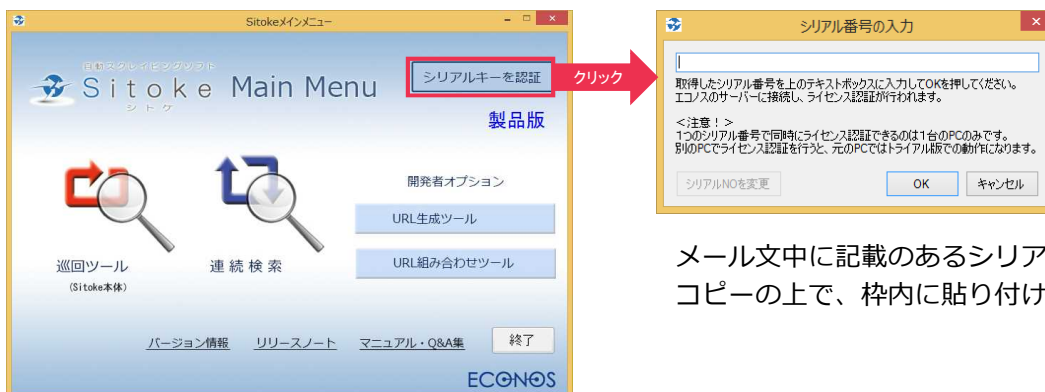 Sitokeメインメニュー
自動スクレイピングソフト
Sitoke Main Menu
シトケ
シリアルキーを認証
クリック
製品版
開発者オプション
URL生成ツール
URL組み合わせツール
巡回ツール
(Sitoke本体)
連続検索
バージョン情報
リリースノート
マニュアル・Q&A集
終了
ECONOS
シリアル番号の入力
取得したシリアル番号を上のテキストボックスに入力してOKを押してください。
エコノスのサーバーに接続し、ライセンス認証が行われます。
<注意！>
1つのシリアル番号で同時にライセンス認証できるのは1台のPCのみです。
別のPCでライセンス認証を行うと、元のPCではトライアル版での動作になります。
シリアルNOを変更
OK
キャンセル
メール文中に記載のあるシリア
コピーの上で、枠内に貼り付け